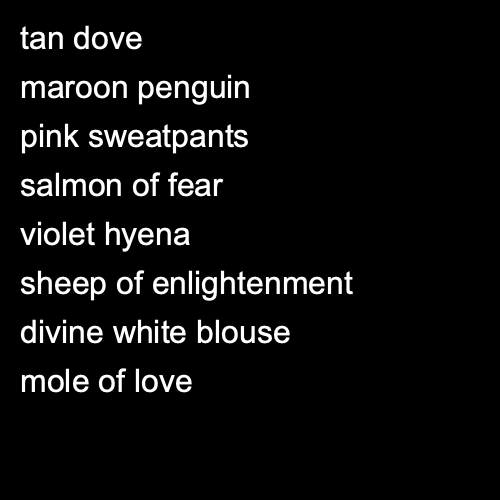 tan dove
maroon penguin
pink sweatpants
salmon of fear
violet hyena
sheep of enlightenment
divine white blouse
mole of love